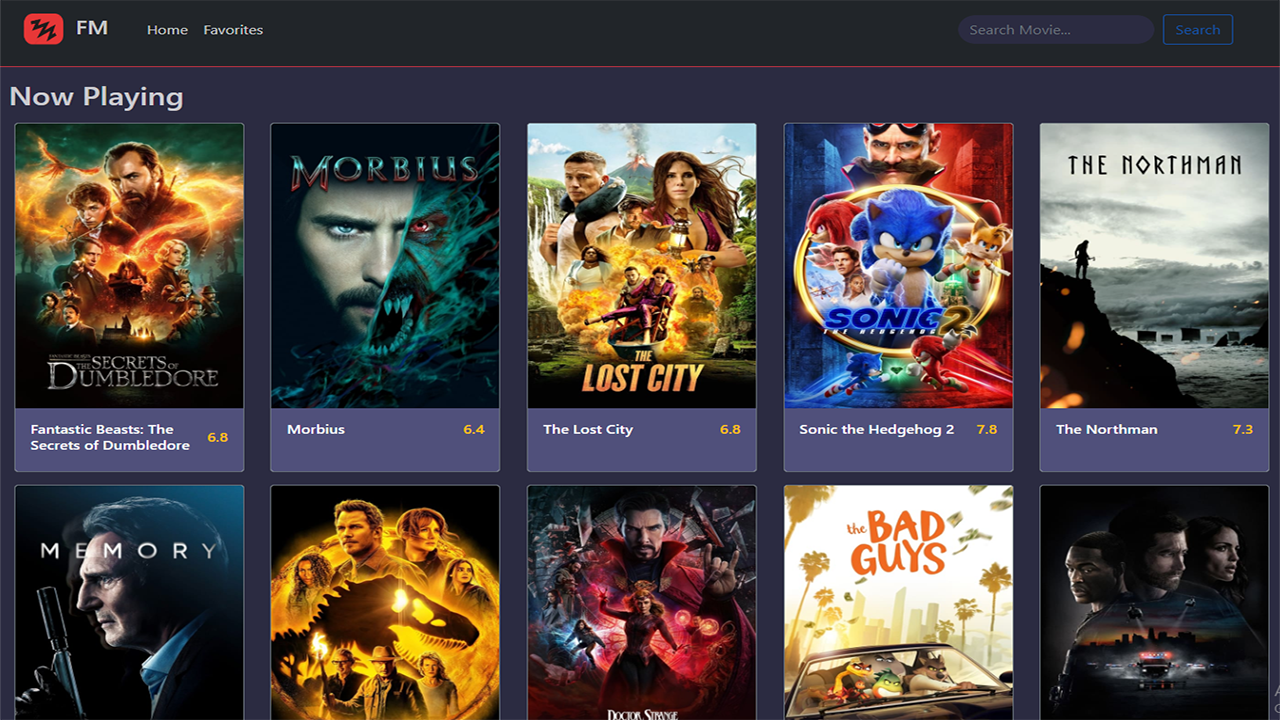 FM
Home
Favorites
Search Movie...
Search
Now Playing
THE SECRETS OF
DUMBLEDORE
MORBIUS
THE
LOST CITY
SONIC 2
THE HEDGEHOG
THE NORTHMAN
Fantastic Beasts: The
Secrets of Dumbledore
6.8
Morbius
6.4
The Lost City
6.8
Sonic the Hedgehog 2
7.8
The Northman
7.3
MEMORY
DOCTOR STRANGE
the BAD
GUYS